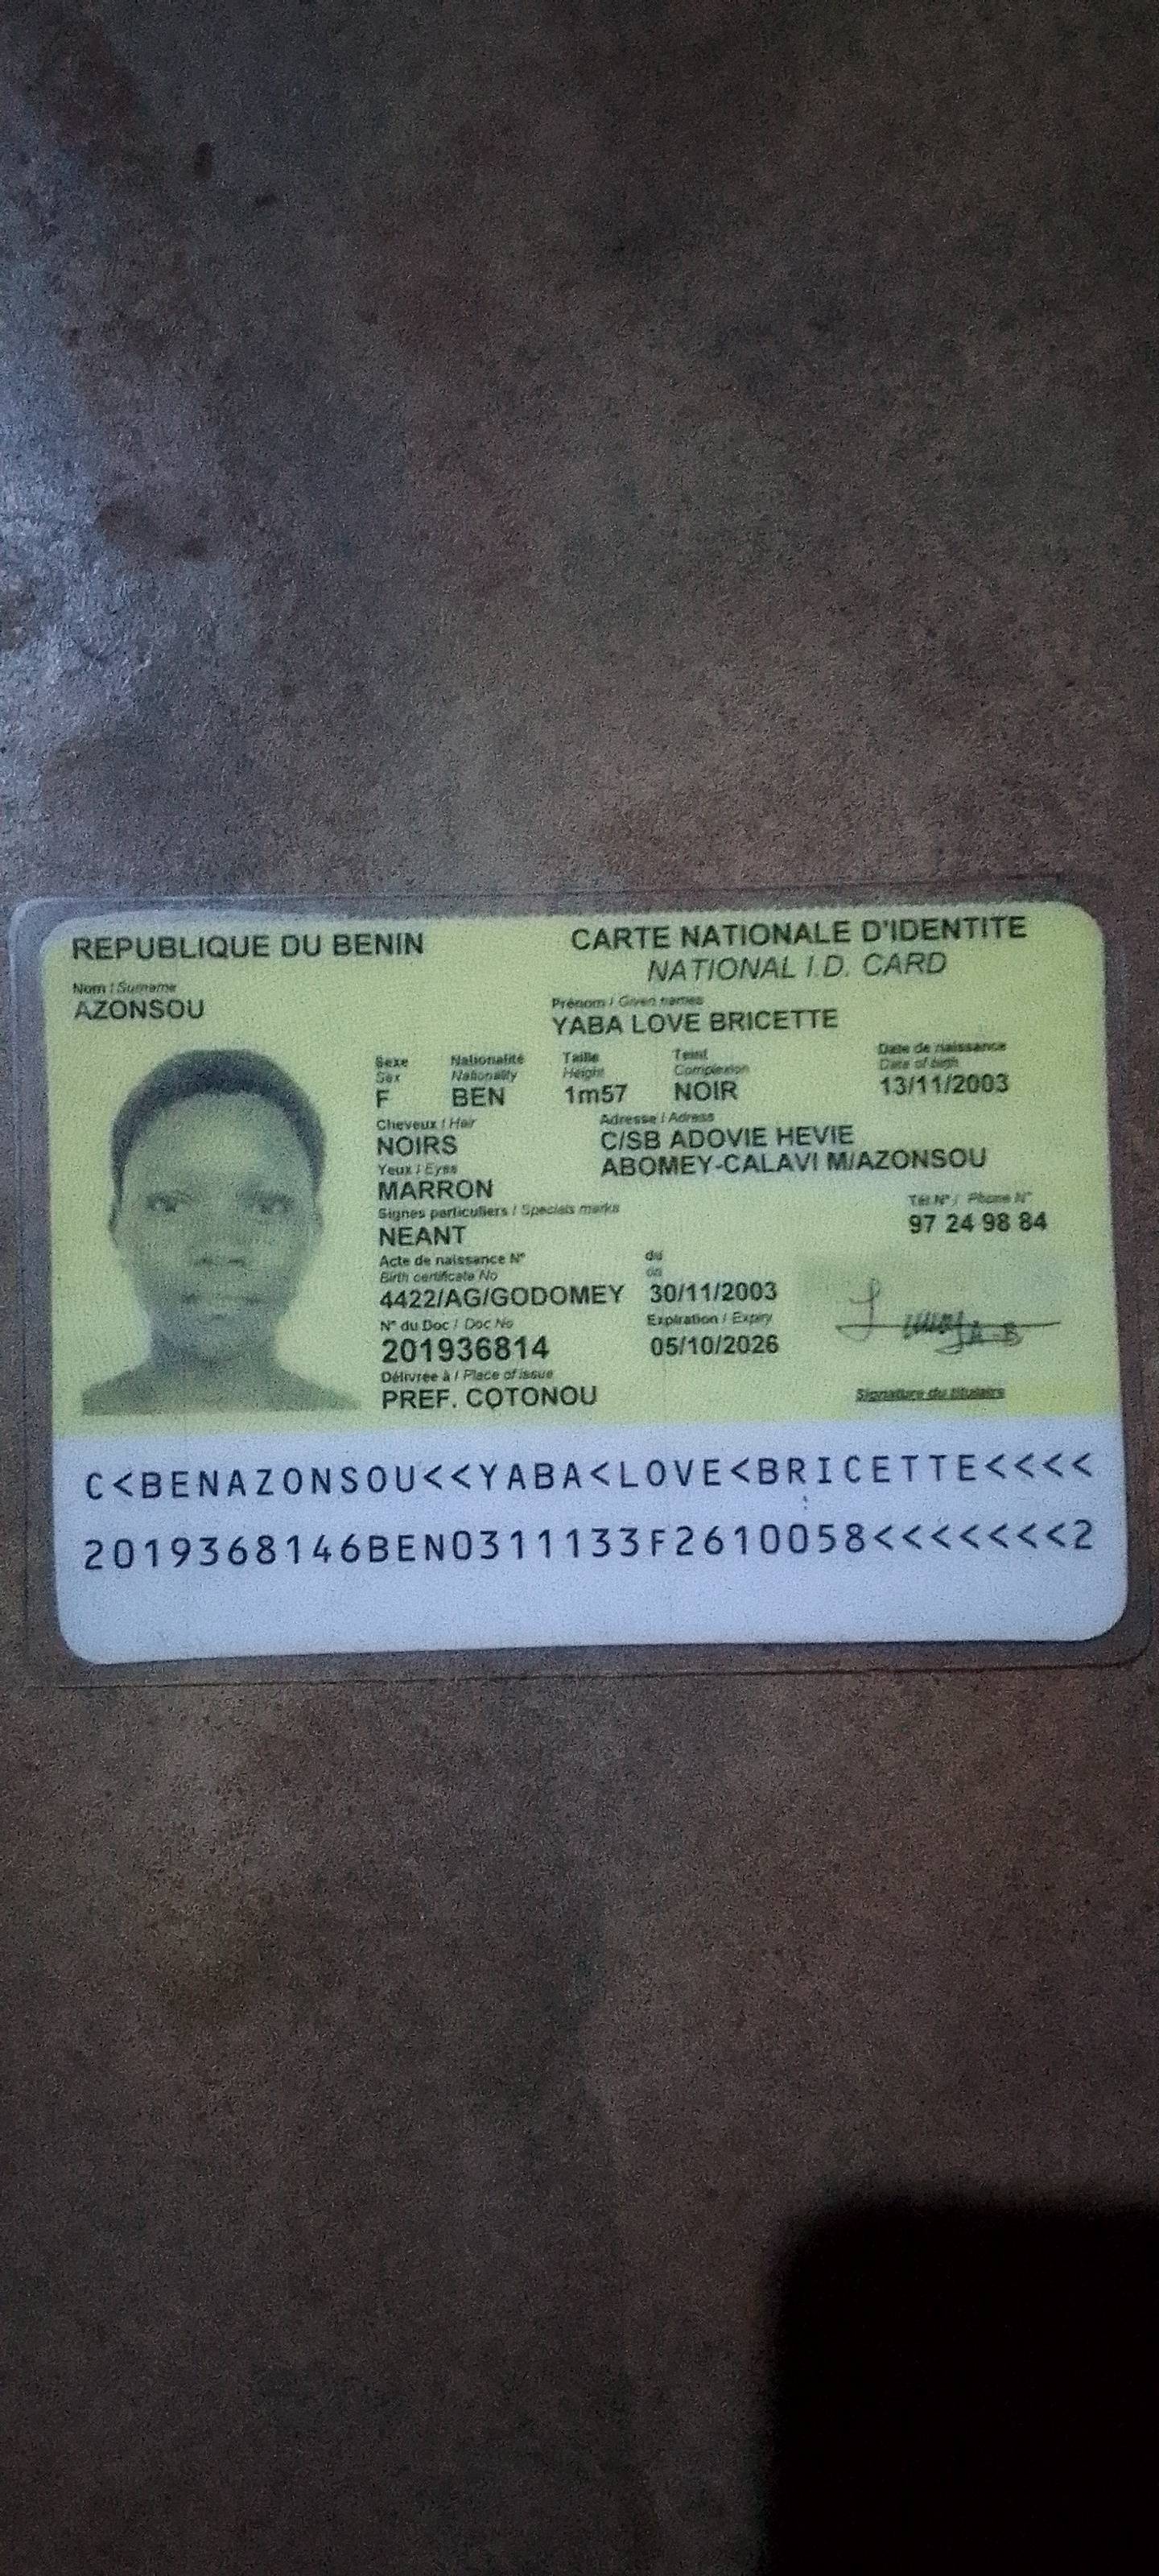 REPUBLIQUE DU BENIN
CARTE NATIONALE D'IDENTITE
NATIONAL I.D. CARD
Nom / Surname
AZONSOU
Prénom / Given names
YABA LOVE BRICETTE
Sexe Nationalité Taille Teint Date de naissance
Sex Nationality Height Complexion Date of birth
F BEN 1m57 NOIR 13/11/2003
Cheveux / Hair Adresse / Adress
NOIRS C/SB ADOVIE HEVIE
Yeux / Eyes ABOMEY-CALAVI M/AZONSOU
MARRON
Signes particuliers / Specials marks Tél N° / Phone N°
NEANT 97 24 98 84
Acte de naissance N° du
Birth certificate No on
4422/AG/GODOMEY 30/11/2003
N° du Doc / Doc No Expiration / Expiry
201936814 05/10/2026
Délivrée à / Place of issue
PREF. COTONOU
Signature du titulaire
C<BENAZONSOU<<YABA<LOVE<BRICETTE<<<<
2019368146BEN0311133F2610058<<<<<<<2